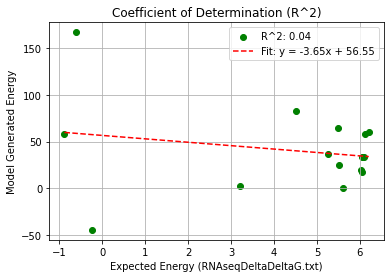 Coefficient of Determination (R^2)
R^2: 0.04
Fit: y = -3.65x + 56.55
Model Generated Energy
150
100
50
0
−50
−1
0
1
2
3
4
5
6
Expected Energy (RNAseqDeltaDeltaG.txt)